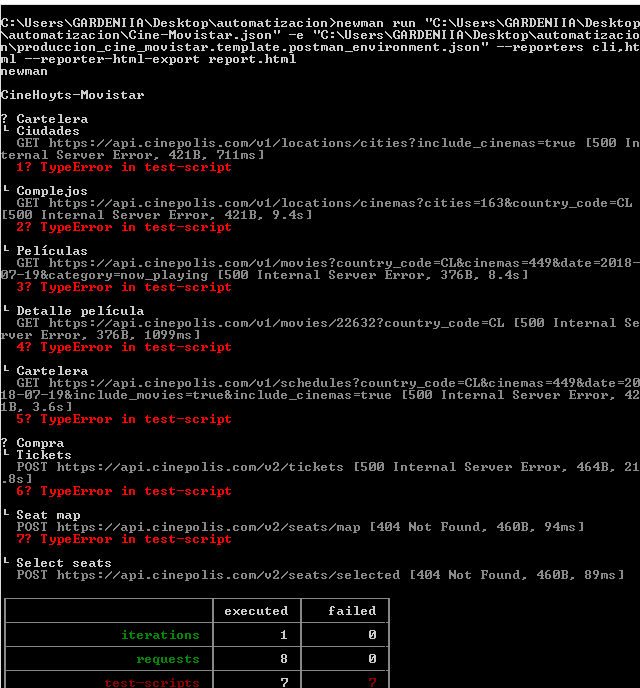 C:\Users\GARDENIIA\Desktop\automatizacion>newman run "C:\Users\GARDENIIA\Desktop
\automatizacion\Cine-Movistar.json" -e "C:\Users\GARDENIIA\Desktop\automatizacio
n\produccion_cine_movistar.template.postman_environment.json" --reporters cli,ht
ml --reporter-html-export report.html
newman
CineHoyts-Movistar
? Cartelera
└ Ciudades
GET https://api.cinepolis.com/v1/locations/cities?include_cinemas=true [500 In
ternal Server Error, 421B, 711ms]
1? TypeError in test-script
└ Complejos
GET https://api.cinepolis.com/v1/locations/cinemas?cities=163&country_code=CL
[500 Internal Server Error, 421B, 9.4s]
2? TypeError in test-script
└ Películas
GET https://api.cinepolis.com/v1/movies?country_code=CL&cinemas=449&date=2018-
07-19&category=now_playing [500 Internal Server Error, 376B, 8.4s]
3? TypeError in test-script
└ Detalle película
GET https://api.cinepolis.com/v1/movies/22632?country_code=CL [500 Internal Se
rver Error, 376B, 1099ms]
4? TypeError in test-script
└ Cartelera
GET https://api.cinepolis.com/v1/schedules?country_code=CL&cinemas=449&date=20
18-07-19&include_movies=true&include_cinemas=true [500 Internal Server Error, 42
1B, 3.6s]
5? TypeError in test-script
? Compra
└ Tickets
POST https://api.cinepolis.com/v2/tickets [500 Internal Server Error, 464B, 21
.8s]
6? TypeError in test-script
└ Seat map
POST https://api.cinepolis.com/v2/seats/map [404 Not Found, 460B, 94ms]
7? TypeError in test-script
└ Select seats
POST https://api.cinepolis.com/v2/seats/selected [404 Not Found, 460B, 89ms]
executed failed
iterations 1 0
requests 8 0
test-scripts 7 7